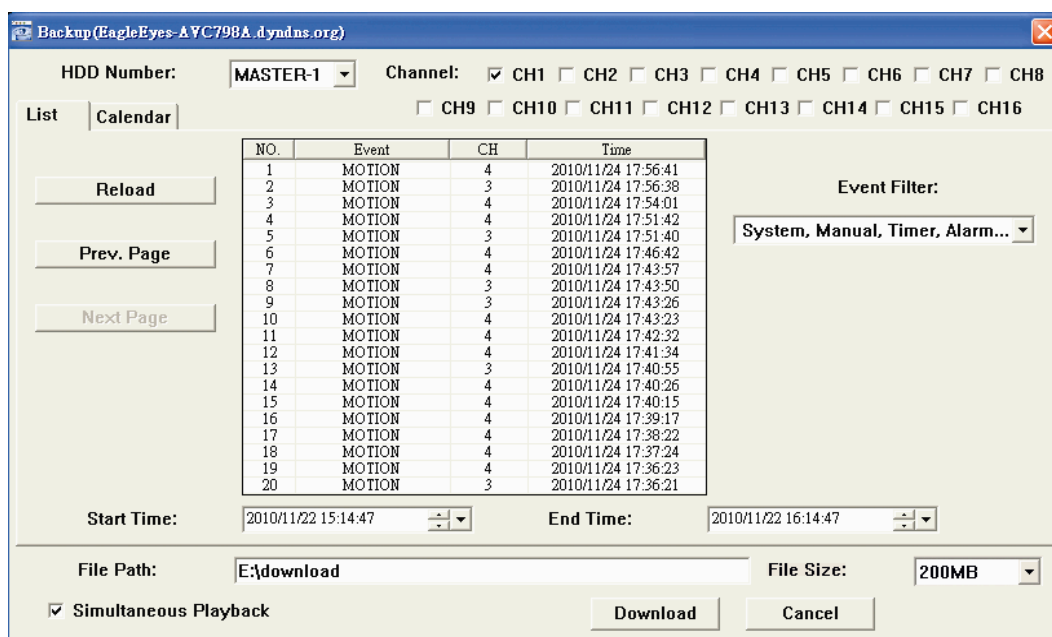 Backup(EagleEyes-AVC798A.dyndns.org)
HDD Number: MASTER-1 Channel: CH1 CH2 CH3 CH4 CH5 CH6 CH7 CH8
CH9 CH10 CH11 CH12 CH13 CH14 CH15 CH16
List Calendar
Reload
Prev. Page
Next Page
NO. Event CH Time
1 MOTION 4 2010/11/24 17:56:41
2 MOTION 3 2010/11/24 17:56:38
3 MOTION 4 2010/11/24 17:54:01
4 MOTION 4 2010/11/24 17:51:42
5 MOTION 3 2010/11/24 17:51:40
6 MOTION 4 2010/11/24 17:46:42
7 MOTION 4 2010/11/24 17:43:57
8 MOTION 3 2010/11/24 17:43:50
9 MOTION 3 2010/11/24 17:43:26
10 MOTION 4 2010/11/24 17:43:23
11 MOTION 4 2010/11/24 17:42:32
12 MOTION 4 2010/11/24 17:41:34
13 MOTION 3 2010/11/24 17:40:55
14 MOTION 4 2010/11/24 17:40:26
15 MOTION 4 2010/11/24 17:40:15
16 MOTION 4 2010/11/24 17:39:17
17 MOTION 4 2010/11/24 17:38:22
18 MOTION 4 2010/11/24 17:37:24
19 MOTION 4 2010/11/24 17:36:23
20 MOTION 3 2010/11/24 17:36:21
Event Filter:
System, Manual, Timer, Alarm...
Start Time: 2010/11/22 15:14:47 End Time: 2010/11/22 16:14:47
File Path: E:\download File Size: 200MB
Simultaneous Playback Download Cancel